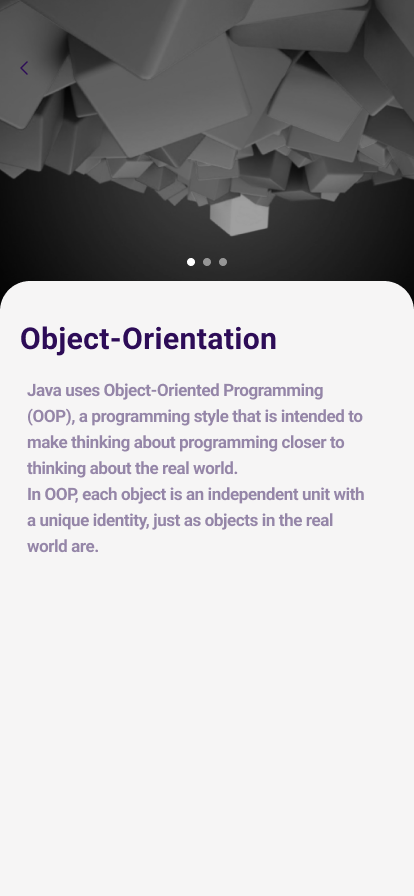 Object-Orientation
Java uses Object-Oriented Programming
(OOP), a programming style that is intended to
make thinking about programming closer to
thinking about the real world.
In OOP, each object is an independent unit with
a unique identity, just as objects in the real
world are.